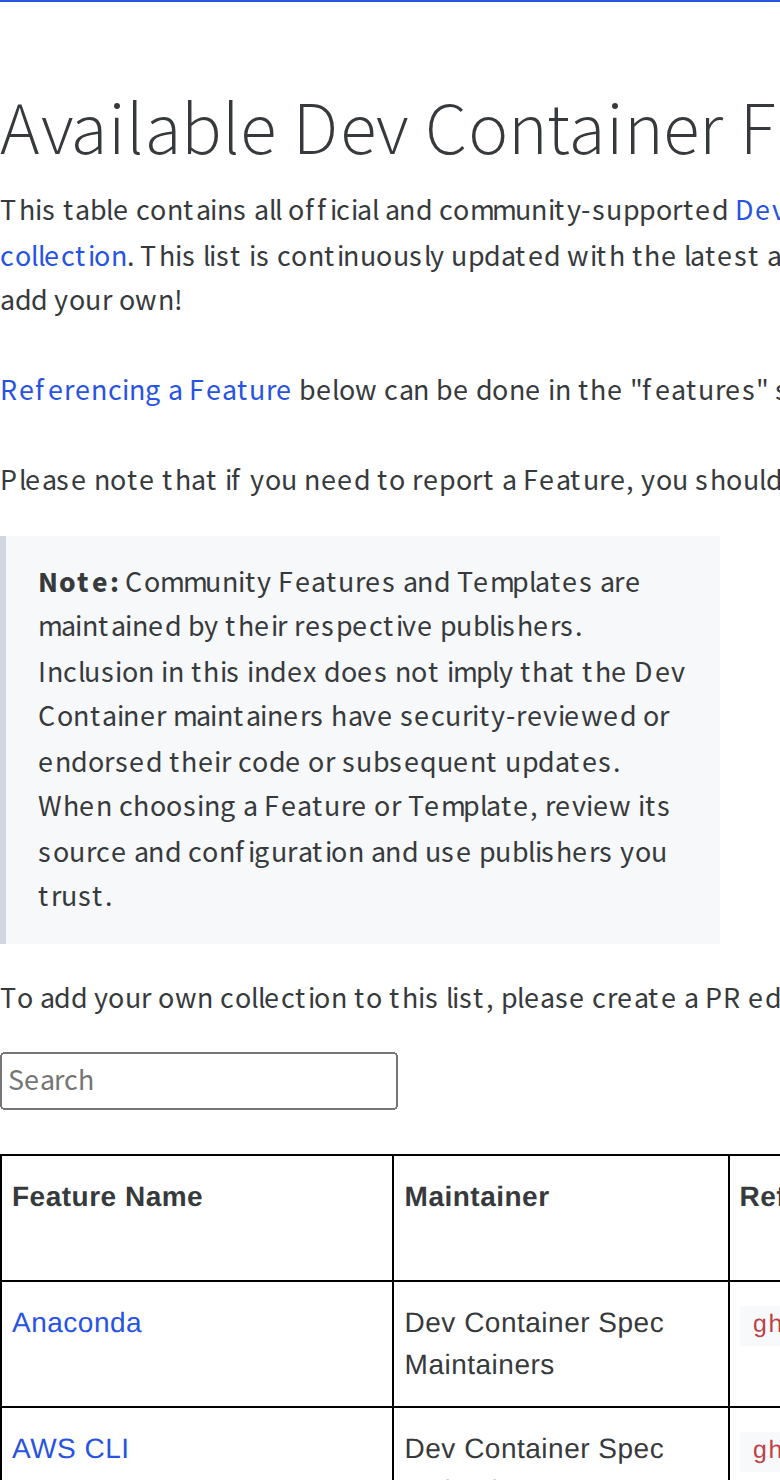 Available Dev Container F
This table contains all official and community-supported Dev
collection. This list is continuously updated with the latest a
add your own!
Referencing a Feature below can be done in the "features" s
Please note that if you need to report a Feature, you should
Note: Community Features and Templates are
maintained by their respective publishers.
Inclusion in this index does not imply that the Dev
Container maintainers have security-reviewed or
endorsed their code or subsequent updates.
When choosing a Feature or Template, review its
source and configuration and use publishers you
trust.
To add your own collection to this list, please create a PR ed
Search
Feature Name Maintainer Ref
Anaconda Dev Container Spec gh
Maintainers
AWS CLI Dev Container Spec gh